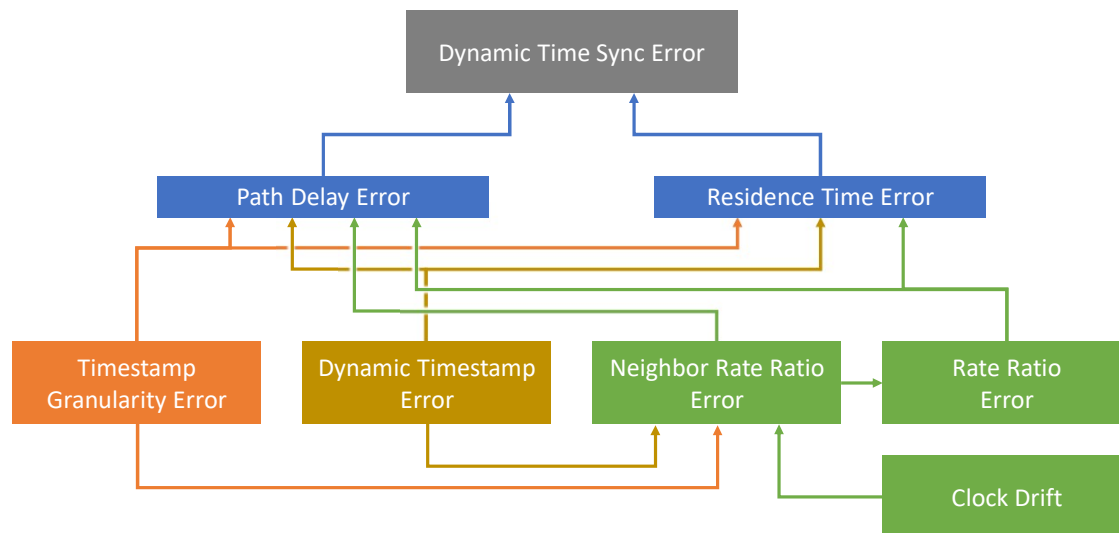 Dynamic Time Sync Error
Path Delay Error
Residence Time Error
Timestamp
Granularity Error
Dynamic Timestamp
Error
Neighbor Rate Ratio
Error
Rate Ratio
Error
Clock Drift